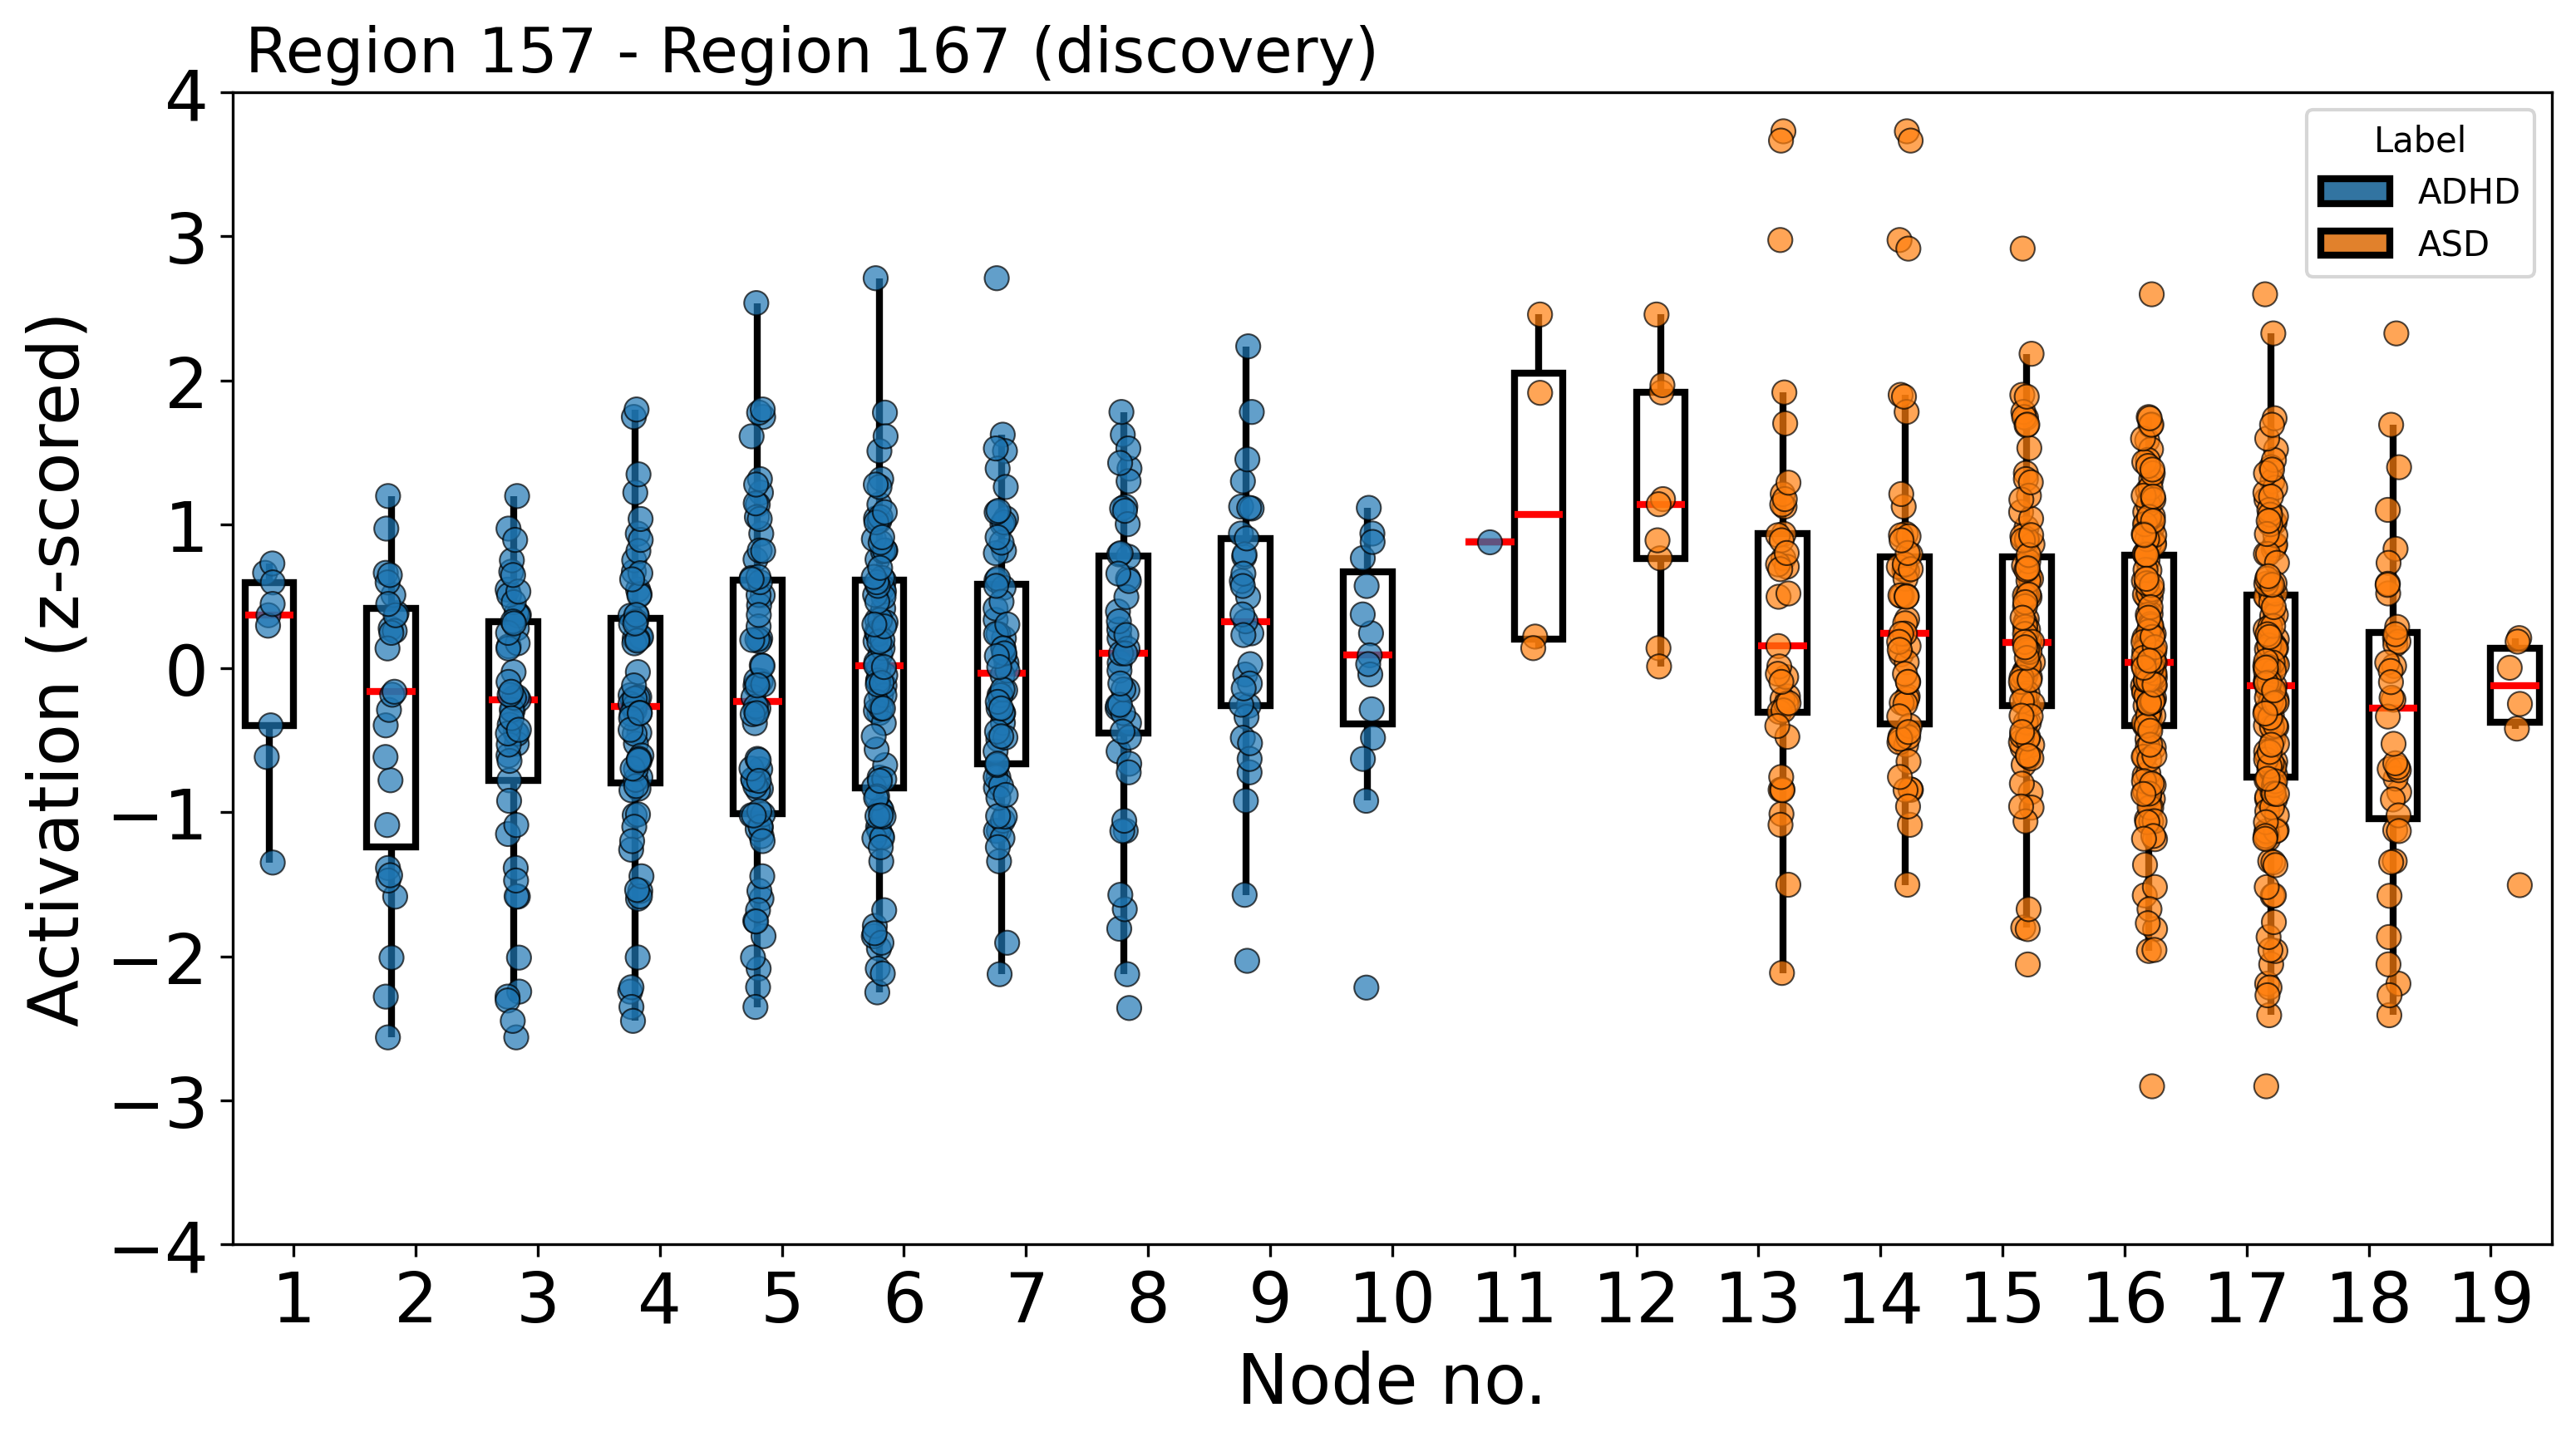 Region 157 - Region 167 (discovery)
4
3
2
1
0
−1
−2
−3
−4
Activation (z-scored)
Label
ADHD
ASD
1 2 3 4 5 6 7 8 9 10 11 12 13 14 15 16 17 18 19
Node no.